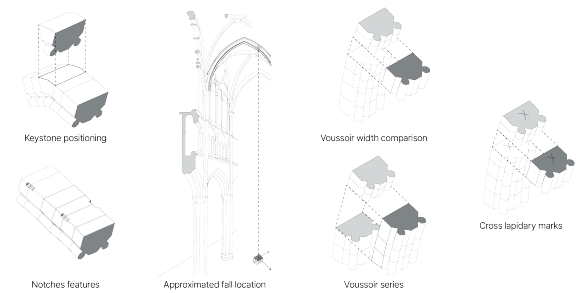 Keystone positioning
Voussoir width comparison
Cross lapidary marks
Notches features
Approximated fall location
Voussoir series